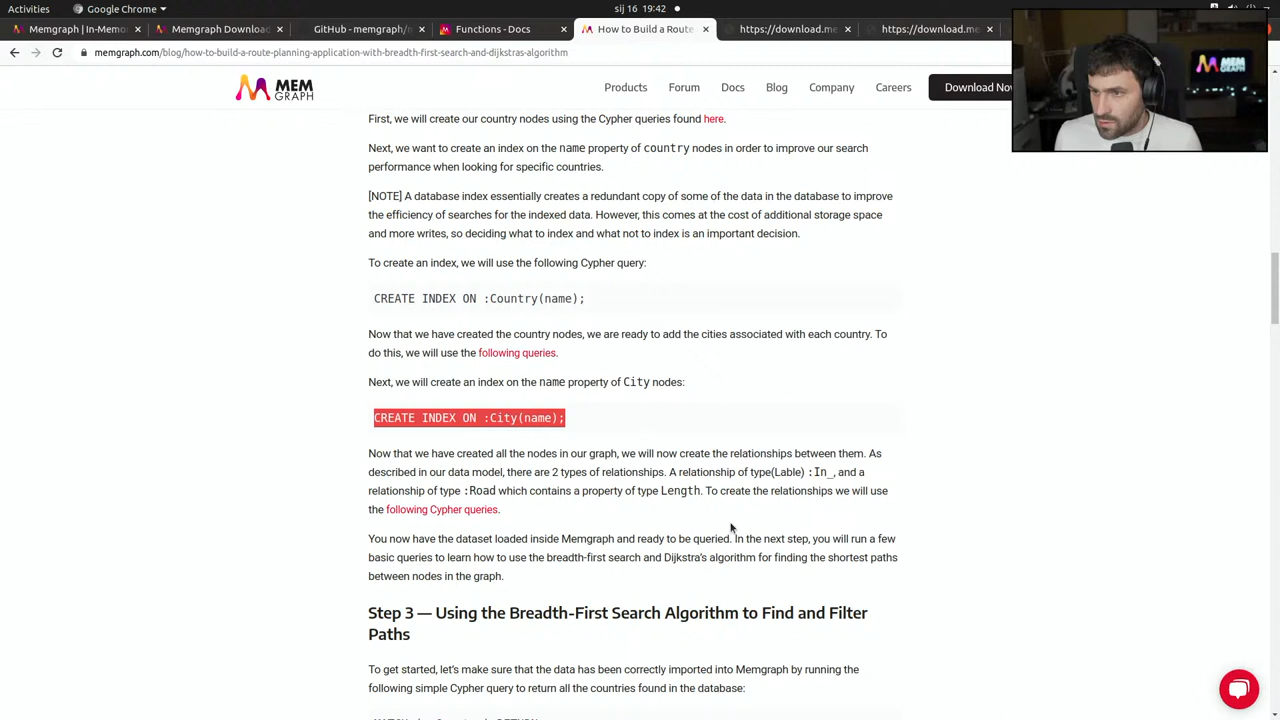 Activities
Google Chrome
sij 16 19:42
Memgraph | In-Mem
Memgraph Download
GitHub - memgraph/n
Functions - Docs
How to Build a Route
https://download.me
https://download.me
memgraph.com/blog/how-to-build-a-route-planning-application-with-breadth-first-search-and-dijkstras-algorithm
MEM
GRAPH
Products
Forum
Docs
Blog
Company
Careers
Download No
First, we will create our country nodes using the Cypher queries found here.
Next, we want to create an index on the name property of country nodes in order to improve our search
performance when looking for specific countries.
[NOTE] A database index essentially creates a redundant copy of some of the data in the database to improve
the efficiency of searches for the indexed data. However, this comes at the cost of additional storage space
and more writes, so deciding what to index and what not to index is an important decision.
To create an index, we will use the following Cypher query:
CREATE INDEX ON :Country(name);
Now that we have created the country nodes, we are ready to add the cities associated with each country. To
do this, we will use the following queries.
Next, we will create an index on the name property of City nodes:
CREATE INDEX ON :City(name);
Now that we have created all the nodes in our graph, we will now create the relationships between them. As
described in our data model, there are 2 types of relationships. A relationship of type(Lable) :In_, and a
relationship of type :Road which contains a property of type Length. To create the relationships we will use
the following Cypher queries.
You now have the dataset loaded inside Memgraph and ready to be queried. In the next step, you will run a few
basic queries to learn how to use the breadth-first search and Dijkstra's algorithm for finding the shortest paths
between nodes in the graph.
Step 3 — Using the Breadth-First Search Algorithm to Find and Filter
Paths
To get started, let's make sure that the data has been correctly imported into Memgraph by running the
following simple Cypher query to return all the countries found in the database: